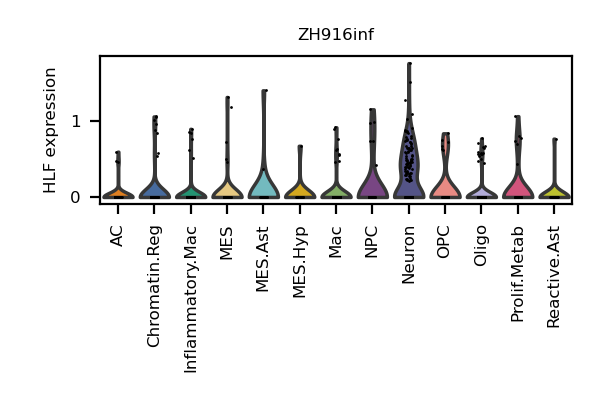 ZH916inf
HLF expression
1
0
AC
Chromatin.Reg
Inflammatory.Mac
MES
MES.Ast
MES.Hyp
Mac
NPC
Neuron
OPC
Oligo
Prolif.Metab
Reactive.Ast